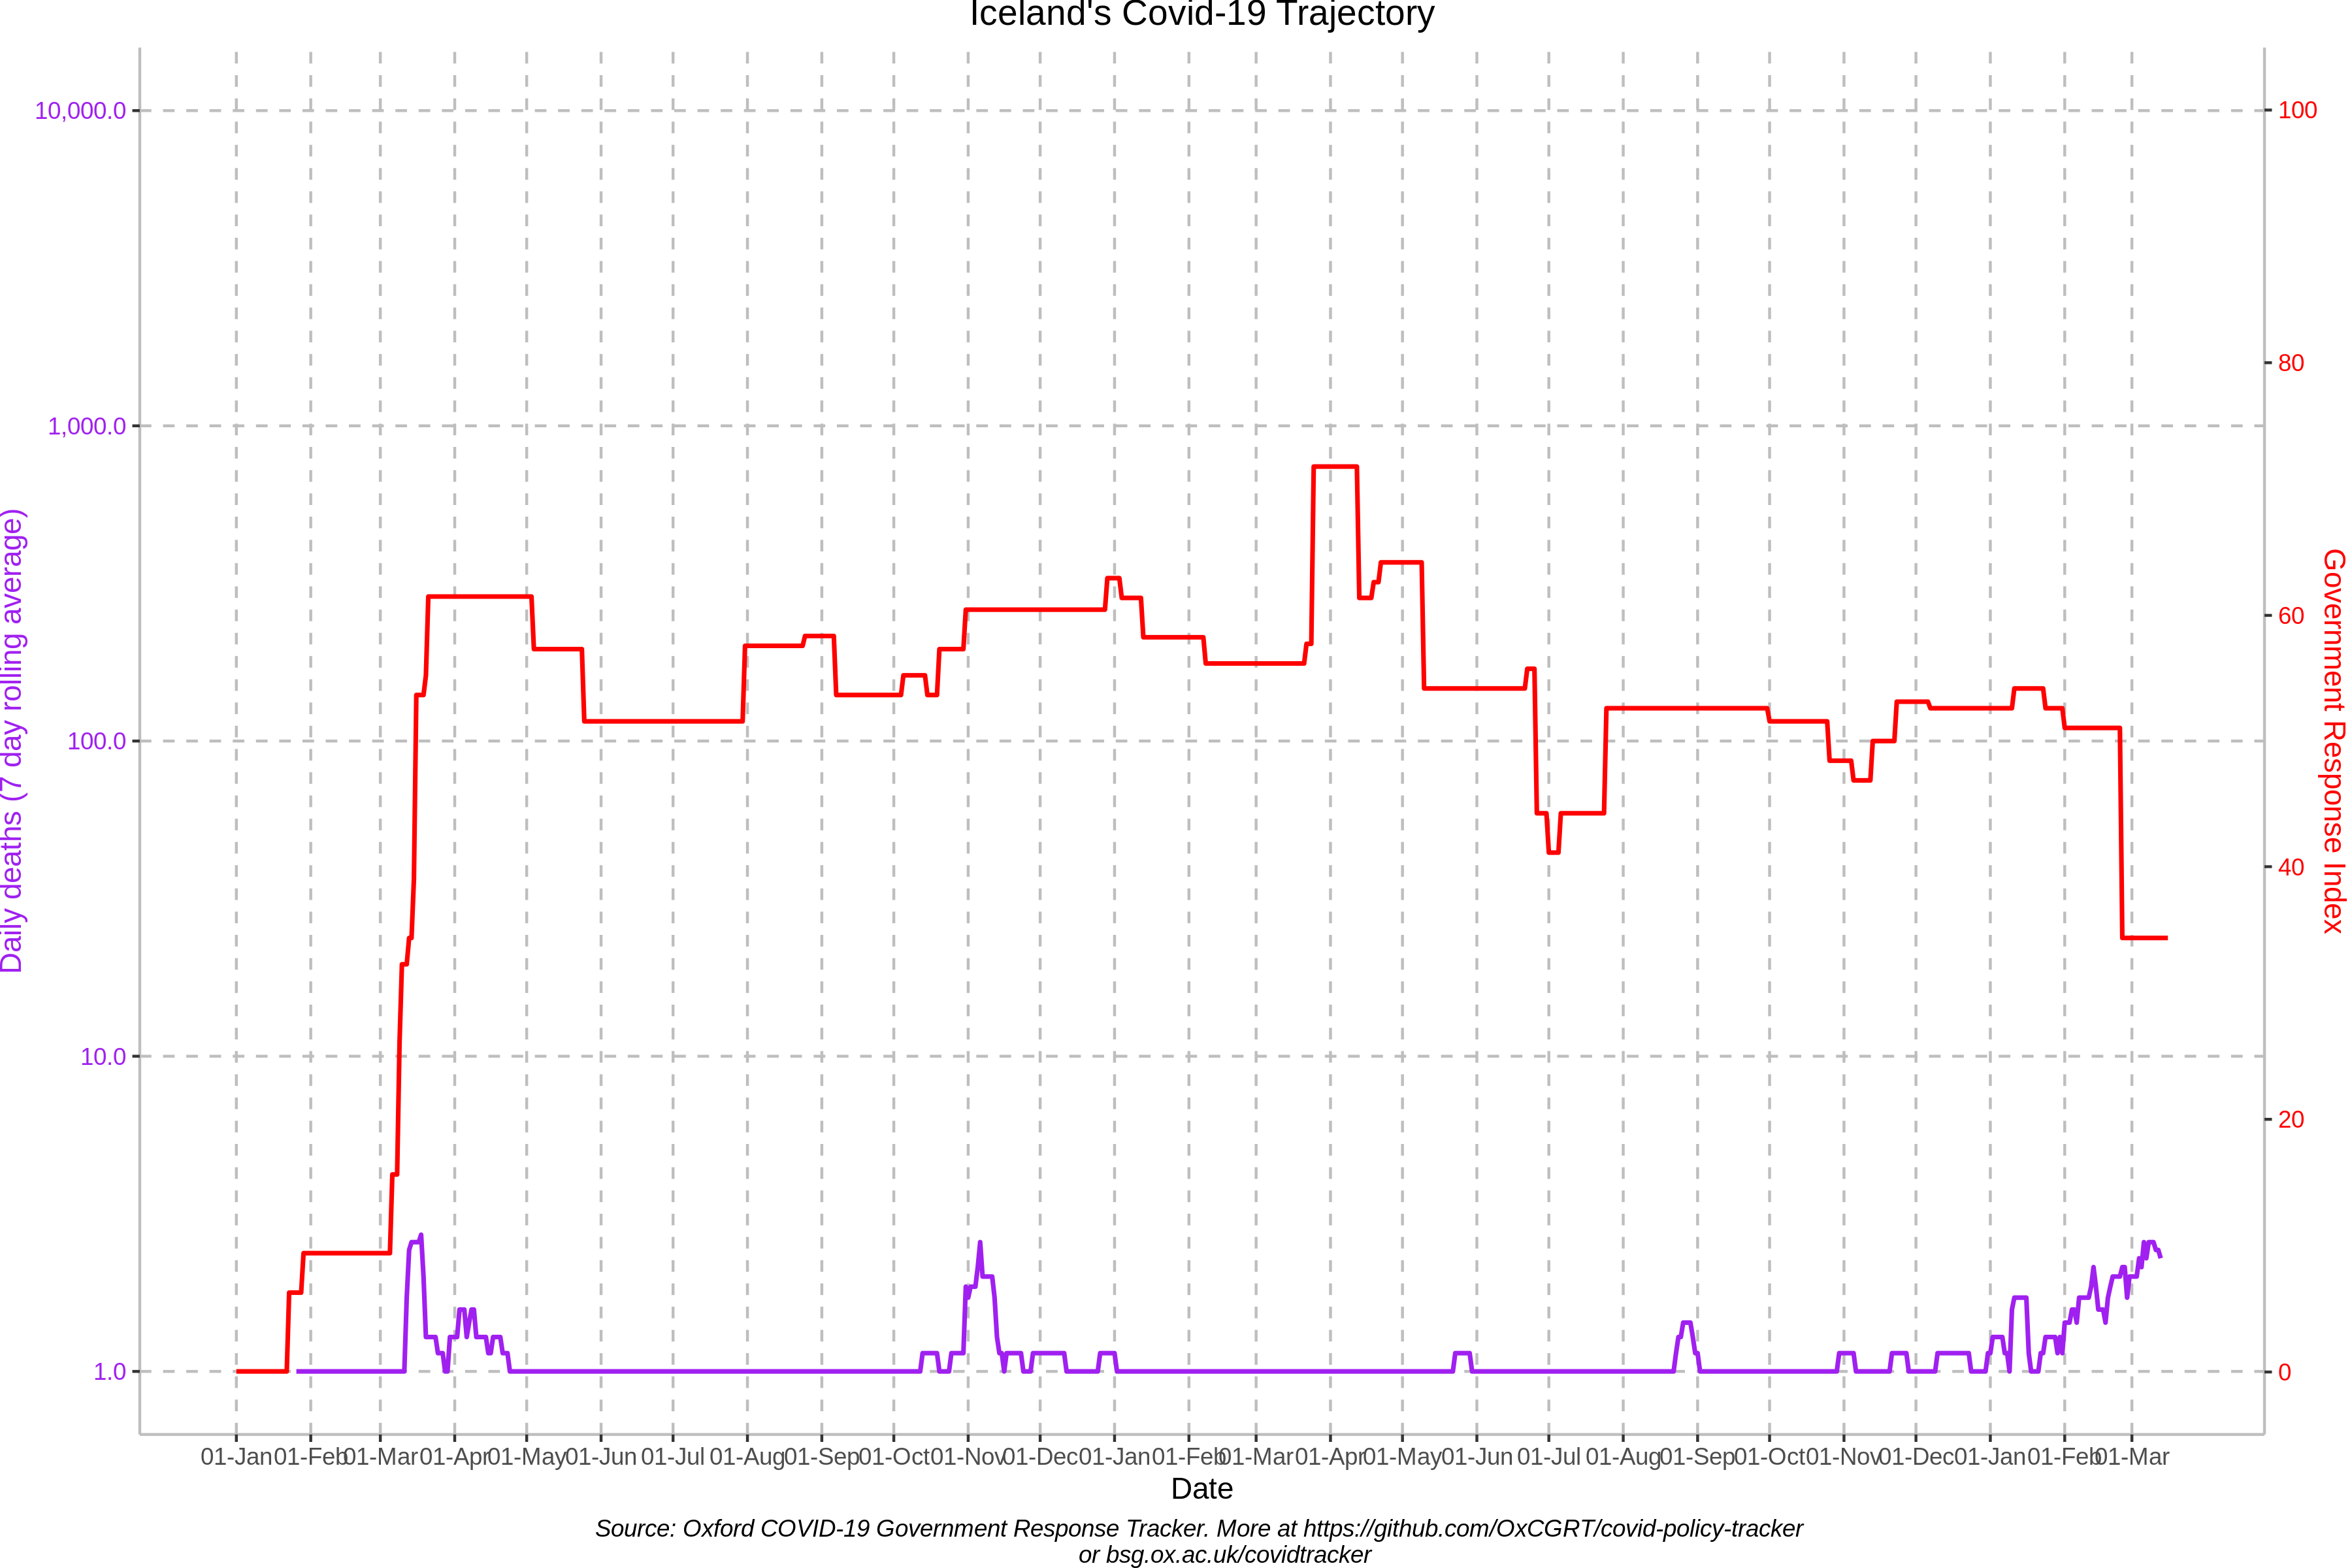 Iceland's Covid-19 Trajectory
10,000.0
1,000.0
100.0
10.0
1.0
Daily deaths (7 day rolling average)
100
80
60
40
20
0
Government Response Index
01-Jan 01-Feb 01-Mar 01-Apr 01-May 01-Jun 01-Jul 01-Aug 01-Sep 01-Oct 01-Nov 01-Dec 01-Jan 01-Feb 01-Mar 01-Apr 01-May 01-Jun 01-Jul 01-Aug 01-Sep 01-Oct 01-Nov 01-Dec 01-Jan 01-Feb 01-Mar
Date
Source: Oxford COVID-19 Government Response Tracker. More at https://github.com/OxCGRT/covid-policy-tracker
or bsg.ox.ac.uk/covidtracker